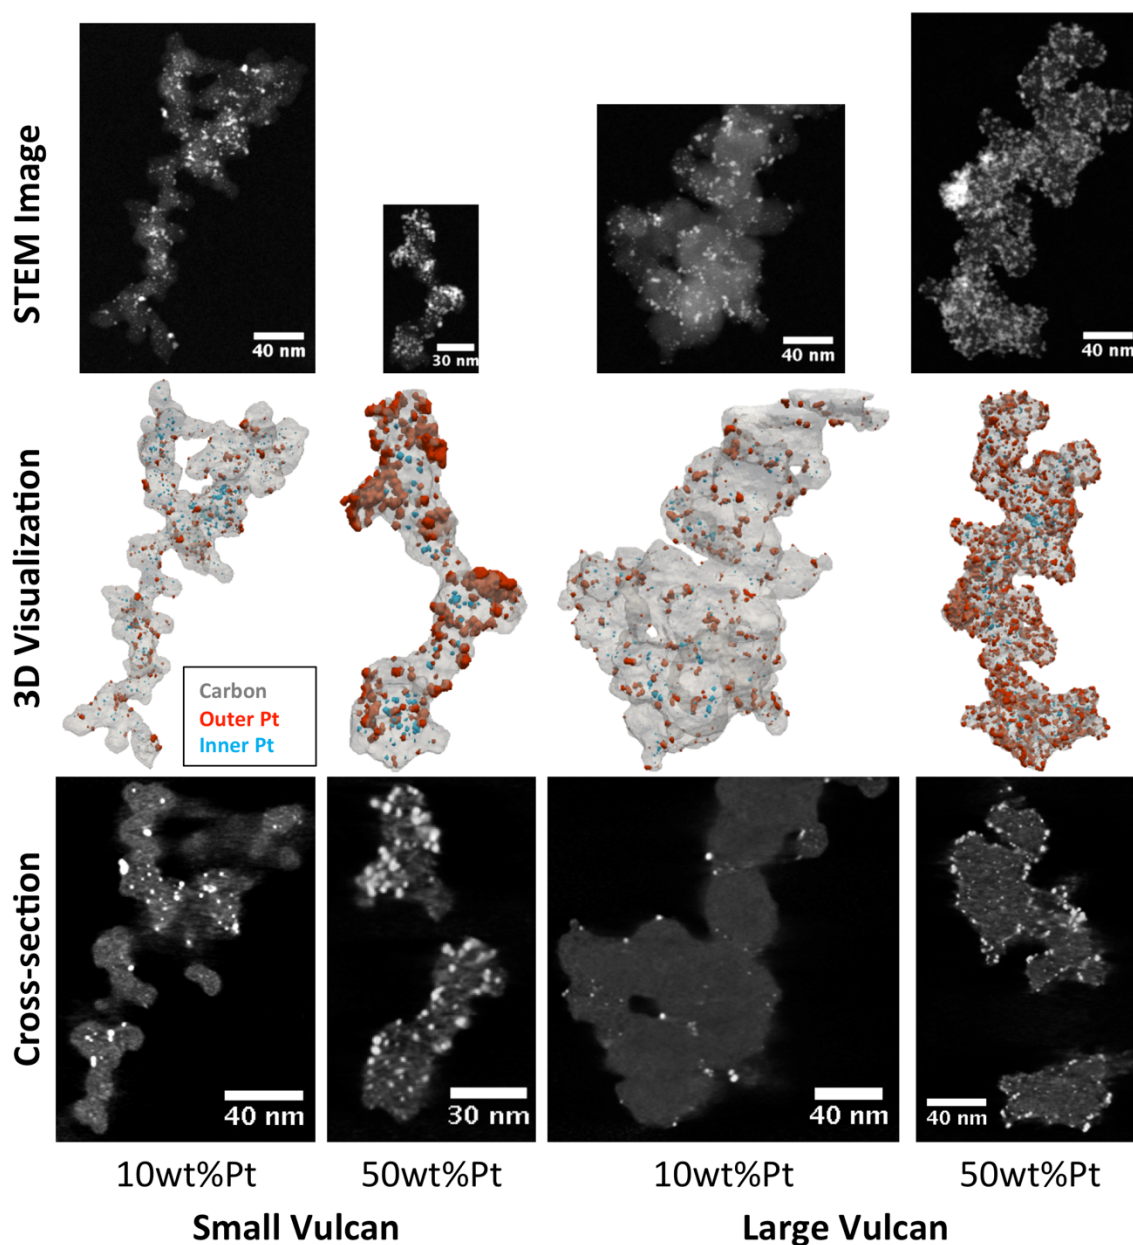 STEM Image
40 nm
30 nm
40 nm
40 nm
3D Visualization
Carbon
Outer Pt
Inner Pt
Cross-section
40 nm
30 nm
40 nm
40 nm
10wt%Pt
50wt%Pt
10wt%Pt
50wt%Pt
Small Vulcan
Large Vulcan